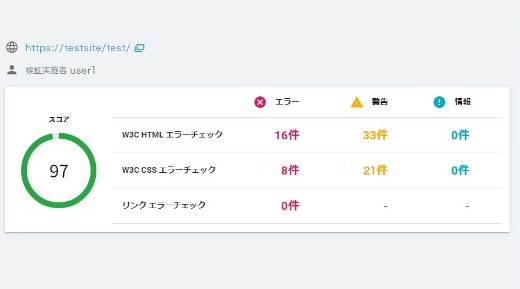 https://testsite/test/
検証実施者 user1
スコア
97
エラー 警告 情報
W3C HTML エラーチェック 16件 33件 0件
W3C CSS エラーチェック 8件 21件 0件
リンク エラーチェック 0件 - -